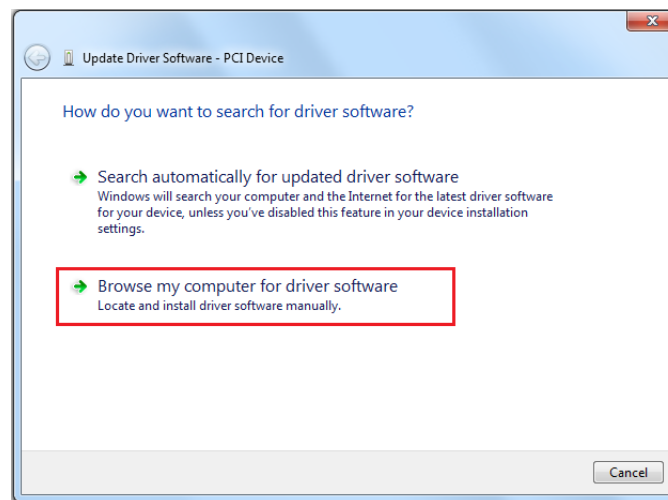 Update Driver Software - PCI Device
How do you want to search for driver software?
Search automatically for updated driver software
Windows will search your computer and the Internet for the latest driver software
for your device, unless you've disabled this feature in your device installation
settings.
Browse my computer for driver software
Locate and install driver software manually.
Cancel